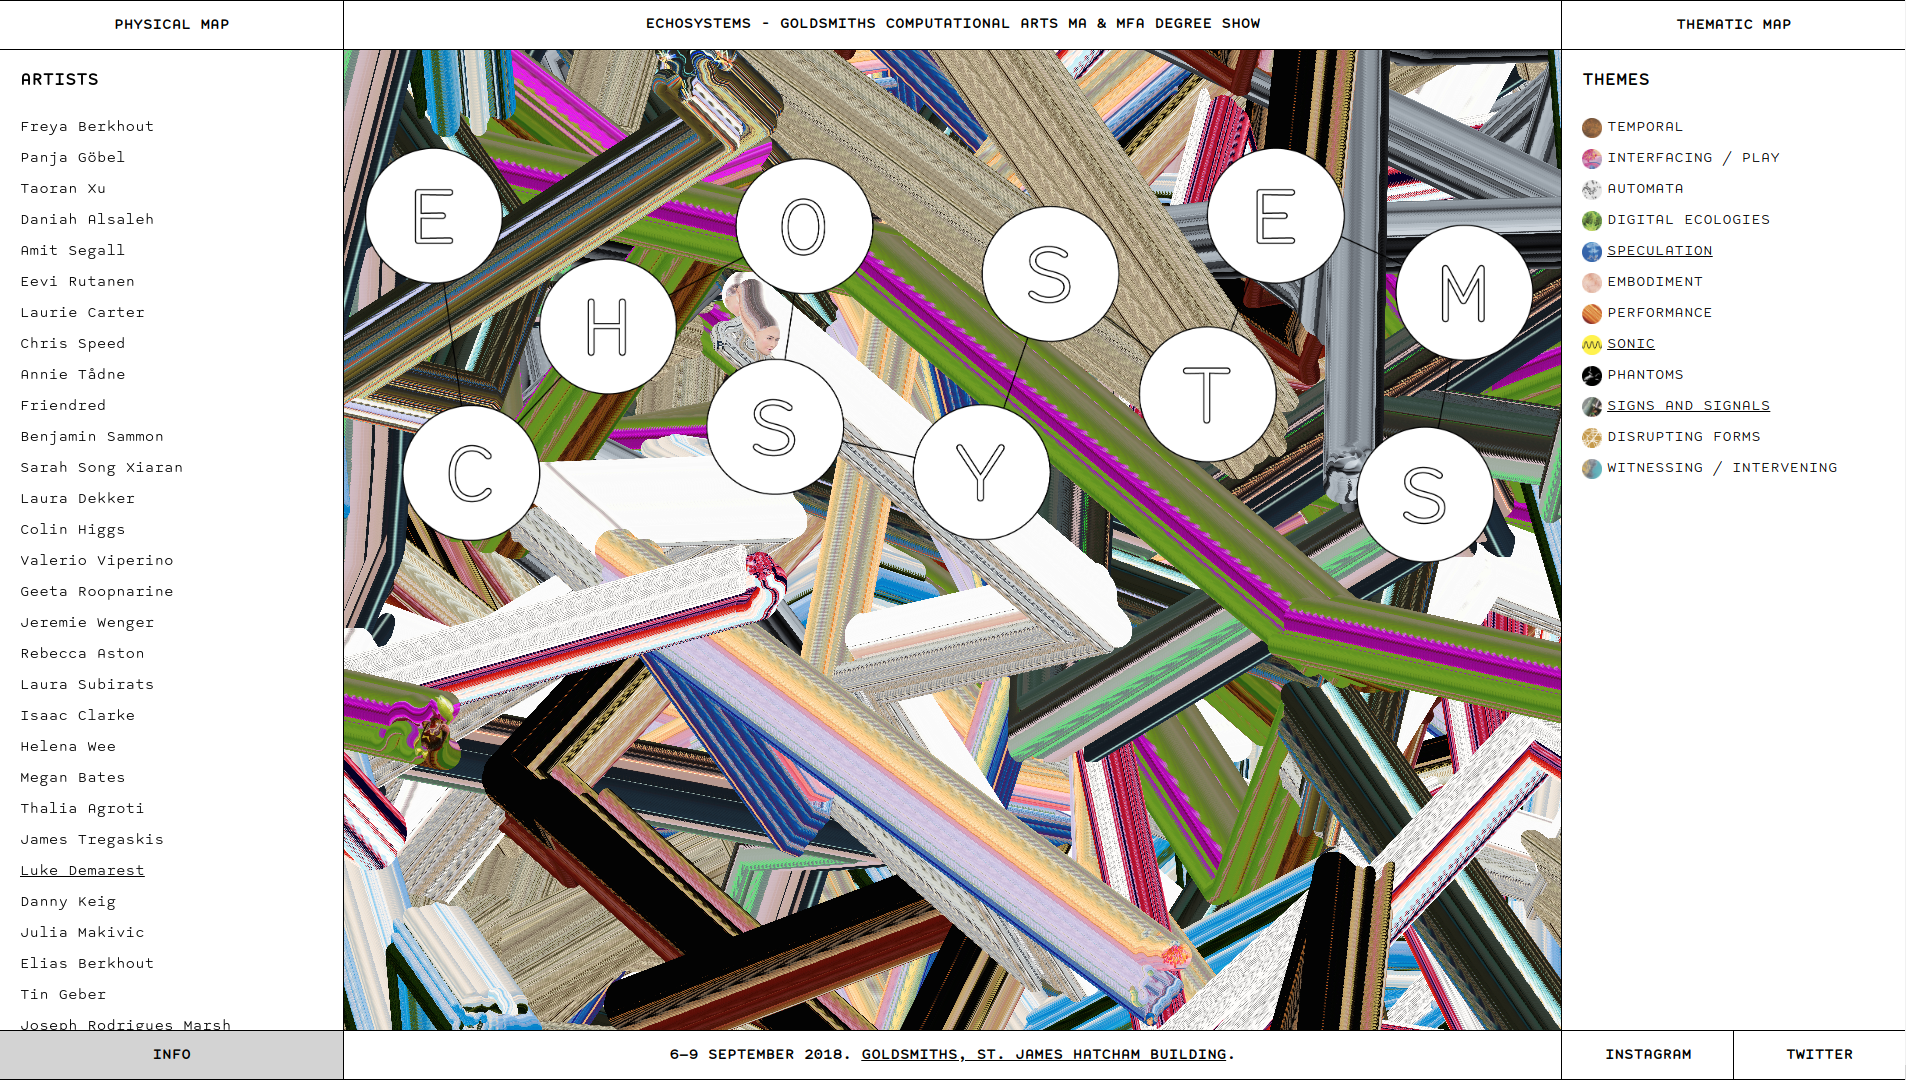 PHYSICAL MAP
ECHOSYSTEMS - GOLDSMITHS COMPUTATIONAL ARTS MA & MFA DEGREE SHOW
THEMATIC MAP
ARTISTS
Freya Berkhout
Panja Göbel
Taoran Xu
Daniah Alsaleh
Amit Segall
Eevi Rutanen
Laurie Carter
Chris Speed
Annie Tådne
Friendred
Benjamin Sammon
Sarah Song Xiaran
Laura Dekker
Colin Higgs
Valerio Viperino
Geeta Roopnarine
Jeremie Wenger
Rebecca Aston
Laura Subirats
Isaac Clarke
Helena Wee
Megan Bates
Thalia Agroti
James Tregaskis
Luke Demarest
Danny Keig
Julia Makivic
Elias Berkhout
Tin Geber
Joseph Rodrigues Marsh
INFO
E C H O S Y S T E M S
THEMES
TEMPORAL
INTERFACING / PLAY
AUTOMATA
DIGITAL ECOLOGIES
SPECULATION
EMBODIMENT
PERFORMANCE
SONIC
PHANTOMS
SIGNS AND SIGNALS
DISRUPTING FORMS
WITNESSING / INTERVENING
6–9 SEPTEMBER 2018. GOLDSMITHS, ST. JAMES HATCHAM BUILDING.
INSTAGRAM
TWITTER